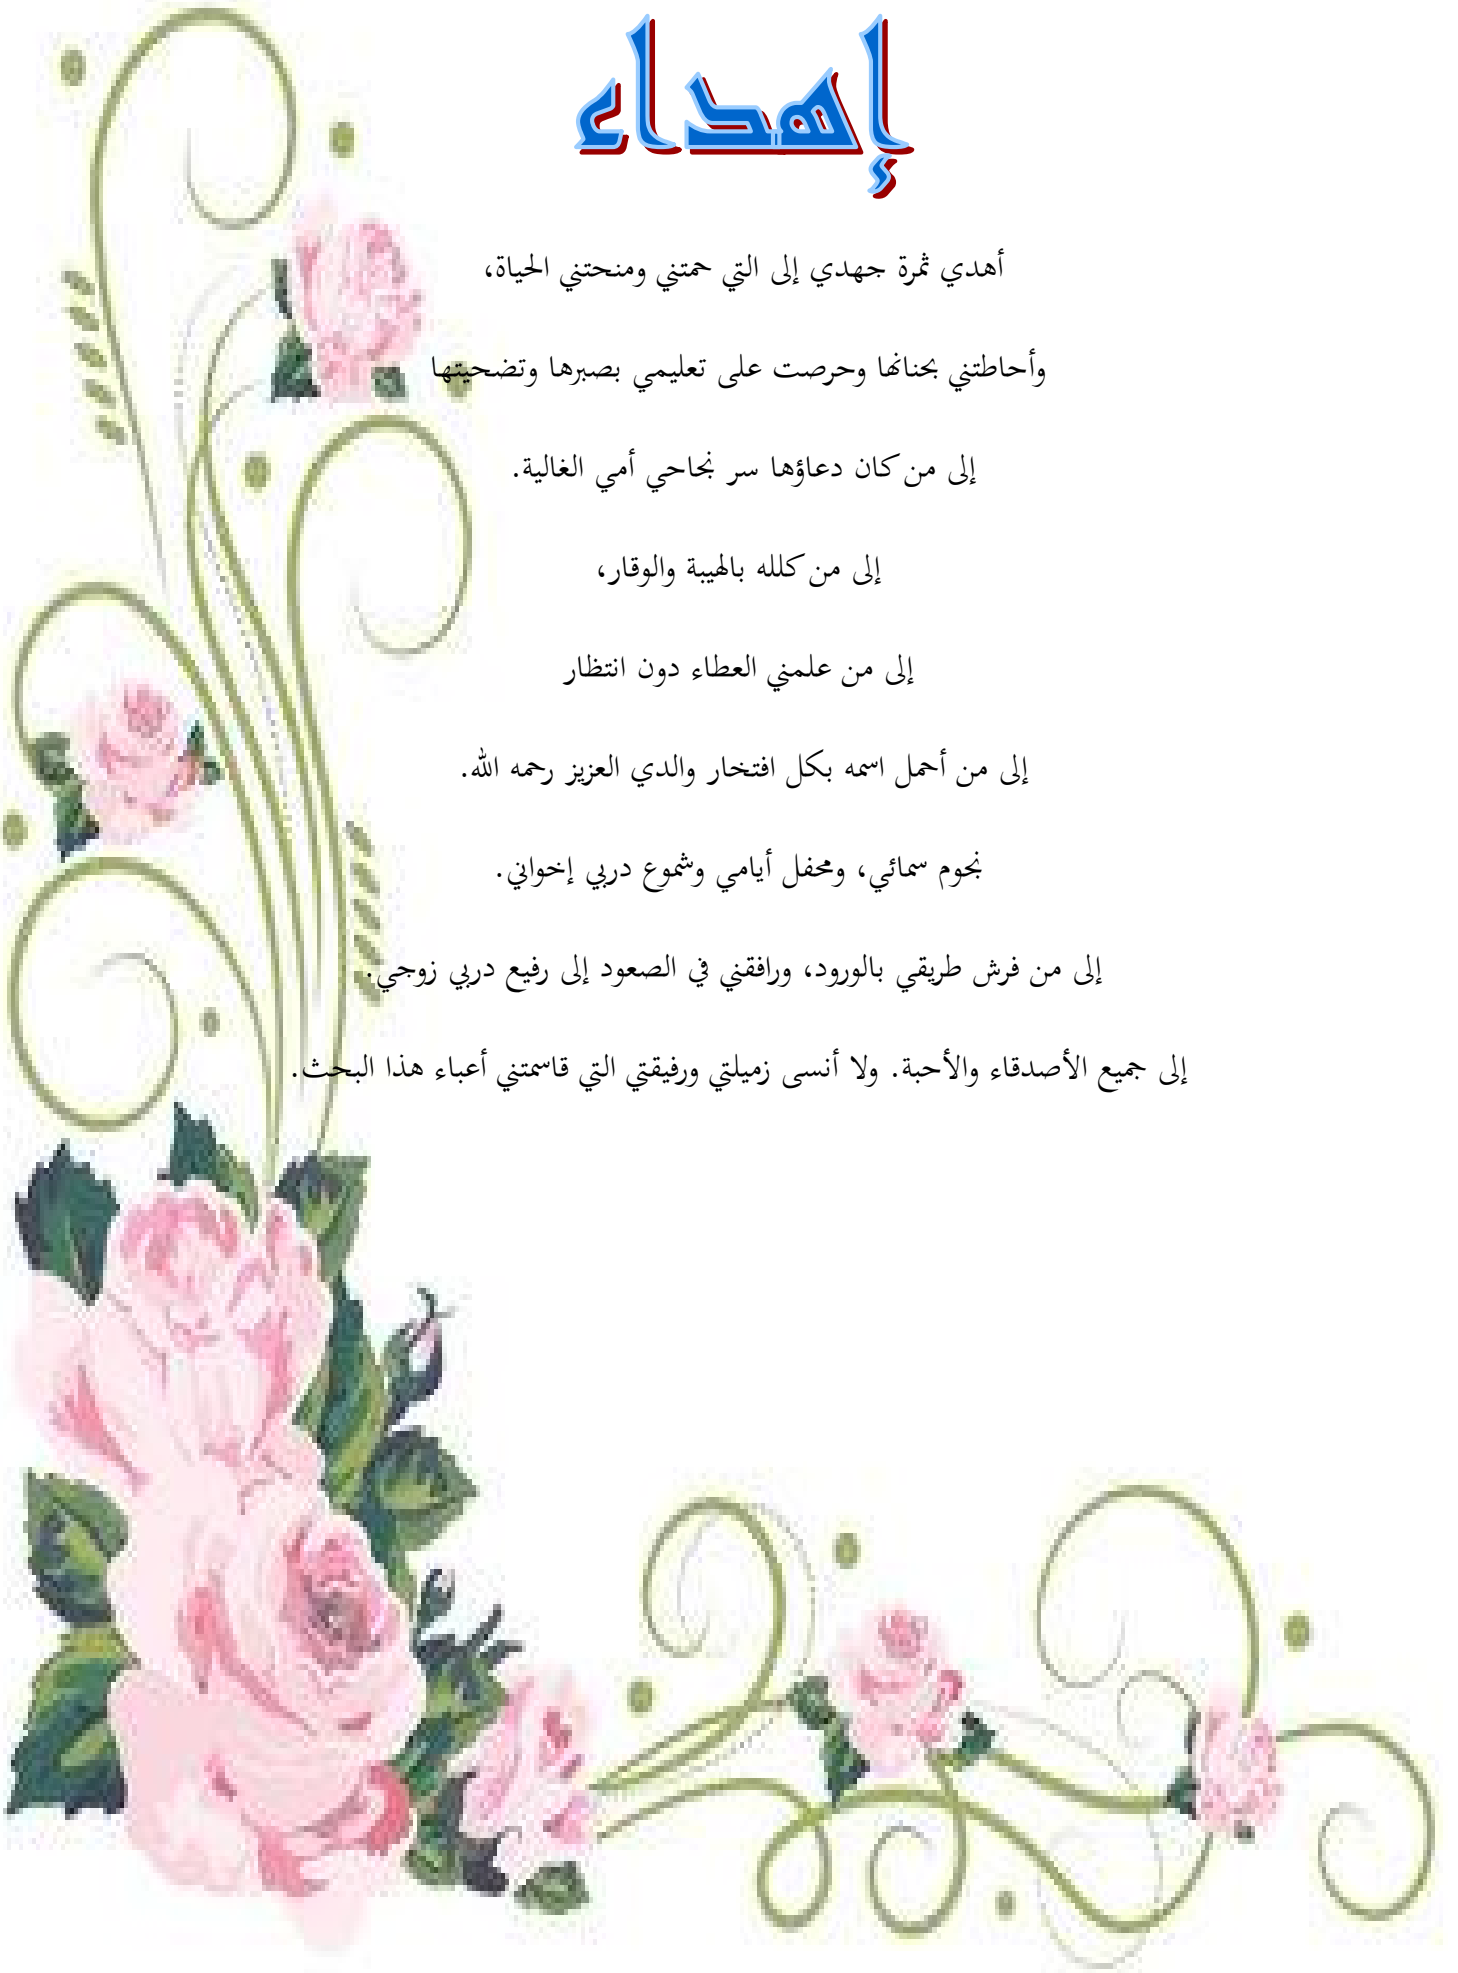 إهداء
أهدي ثمرة جهدي إلى التي حمتني ومنحتني الحياة،
وأحاطتني بحنانها وحرصت على تعليمي بصبرها وتضحيتها
إلى من كان دعاؤها سر نجاحي أمي الغالية.
إلى من كلله بالهيبة والوقار،
إلى من علمني العطاء دون انتظار
إلى من أحمل اسمه بكل افتخار والدي العزيز رحمه الله.
نجوم سمائي، ومحفل أيامي وشموع دربي إخواني.
إلى من فرش طريقي بالورود، ورافقني في الصعود إلى رفيع دربي زوجي.
إلى جميع الأصدقاء والأحبة. ولا أنسى زميلتي ورفيقتي التي قاسمتني أعباء هذا البحث.